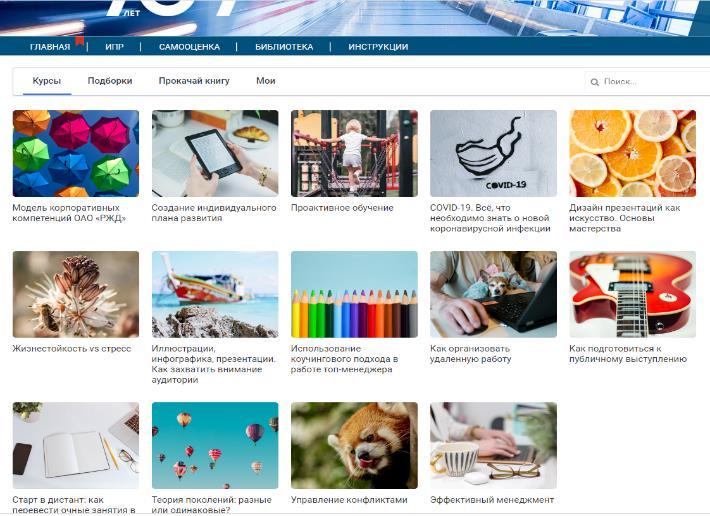 ЛЕТ
ГЛАВНАЯ | ИПР | САМООЦЕНКА | БИБЛИОТЕКА | ИНСТРУКЦИИ
Курсы Подборки Прокачай книгу Мои Поиск...
COVID-19
Модель корпоративных
компетенций ОАО «РЖД»
Создание индивидуального
плана развития
Проактивное обучение
COVID-19. Всё, что
необходимо знать о новой
коронавирусной инфекции
Дизайн презентаций как
искусство. Основы
мастерства
Жизнестойкость vs стресс
Иллюстрации,
инфографика, презентации.
Как захватить внимание
аудитории
Использование
коучингового подхода в
работе топ-менеджера
Как организовать
удаленную работу
Как подготовиться к
публичному выступлению
Старт в дистант: как
перевести очные занятия в
Теория поколений: разные
или одинаковые?
Управление конфликтами
Эффективный менеджмент